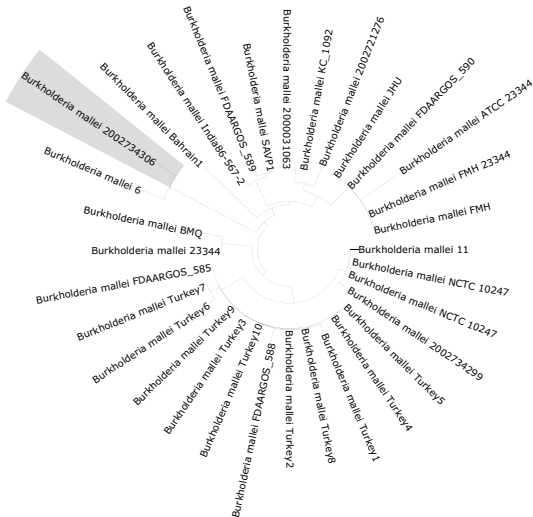 Burkholderia mallei 2000031063
Burkholderia mallei KC_1092
Burkholderia mallei 2002721276
Burkholderia mallei JHU
Burkholderia mallei FDAARGOS_590
Burkholderia mallei ATCC 23344
Burkholderia mallei FMH 23344
Burkholderia mallei FMH
Burkholderia mallei 11
Burkholderia mallei NCTC 10247
Burkholderia mallei NCTC 10247
Burkholderia mallei 2002734299
Burkholderia mallei Turkey5
Burkholderia mallei Turkey4
Burkholderia mallei Turkey1
Burkholderia mallei Turkey8
Burkholderia mallei Turkey2
Burkholderia mallei FDAARGOS_588
Burkholderia mallei Turkey10
Burkholderia mallei Turkey3
Burkholderia mallei Turkey9
Burkholderia mallei Turkey6
Burkholderia mallei Turkey7
Burkholderia mallei FDAARGOS_585
Burkholderia mallei 23344
Burkholderia mallei BMQ
Burkholderia mallei 6
Burkholderia mallei 2002734306
Burkholderia mallei Bahrain1
Burkholderia mallei India86-567-2
Burkholderia mallei FDAARGOS_589
Burkholderia mallei SAVP1